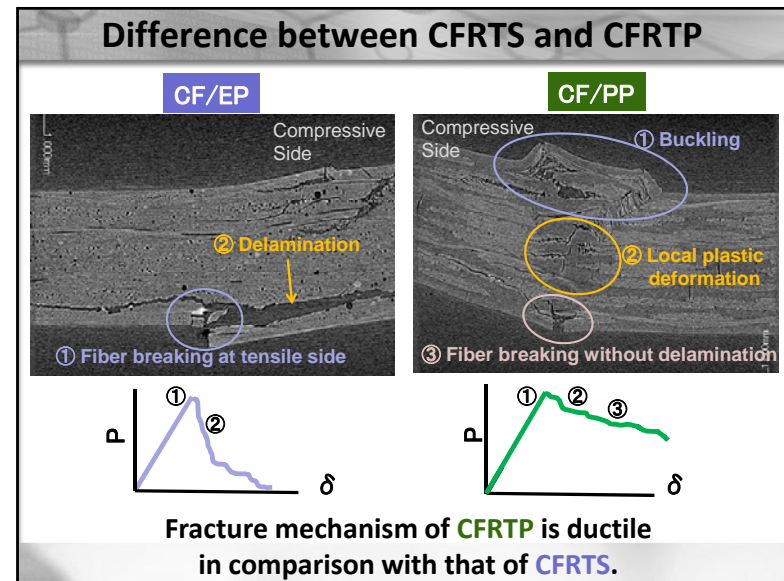 Difference between CFRTS and CFRTP
CF/EP
Compressive
Side
② Delamination
① Fiber breaking at tensile side
P
①
②
δ
CF/PP
Compressive
Side
① Buckling
② Local plastic
deformation
③ Fiber breaking without delamination
P
①
②
③
δ
Fracture mechanism of CFRTP is ductile
in comparison with that of CFRTS.